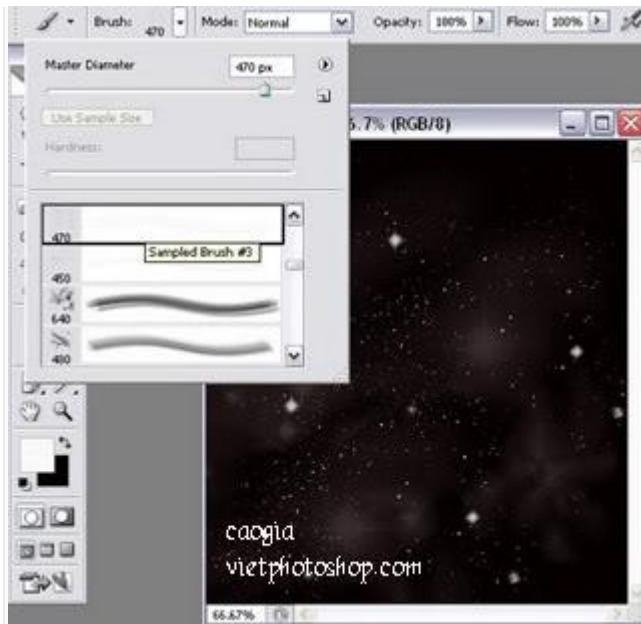 Brush: 470 Mode: Normal Opacity: 100% Flow: 100%
Master Diameter 470 px
Use Sample Size
Hardness:
5.7% (RGB/8)
470
Sampled Brush #3
450
640
480
caogia
vietphotoshop.com
66.67%